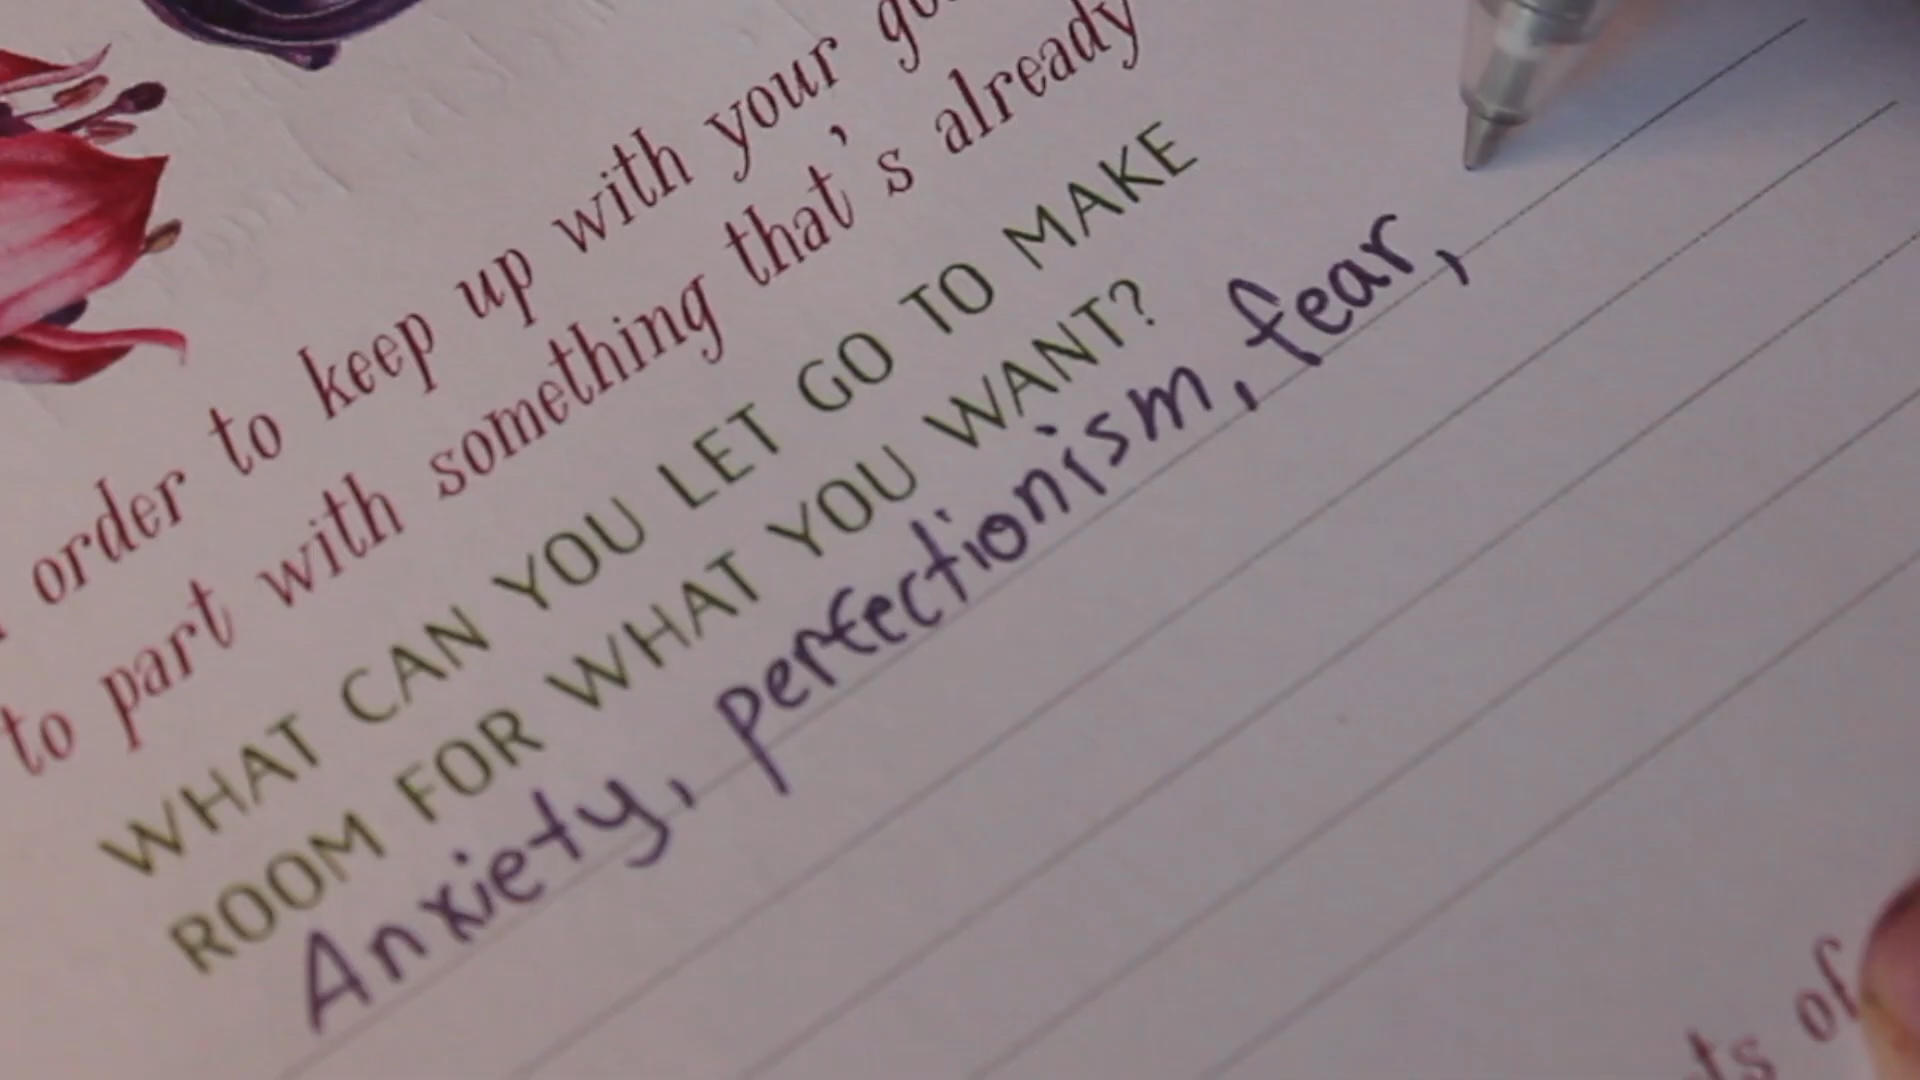 order to keep up with your
to part with something that's already
WHAT CAN YOU LET GO TO MAKE
ROOM FOR WHAT YOU WANT?
Anxiety, perfectionism, fear,
of